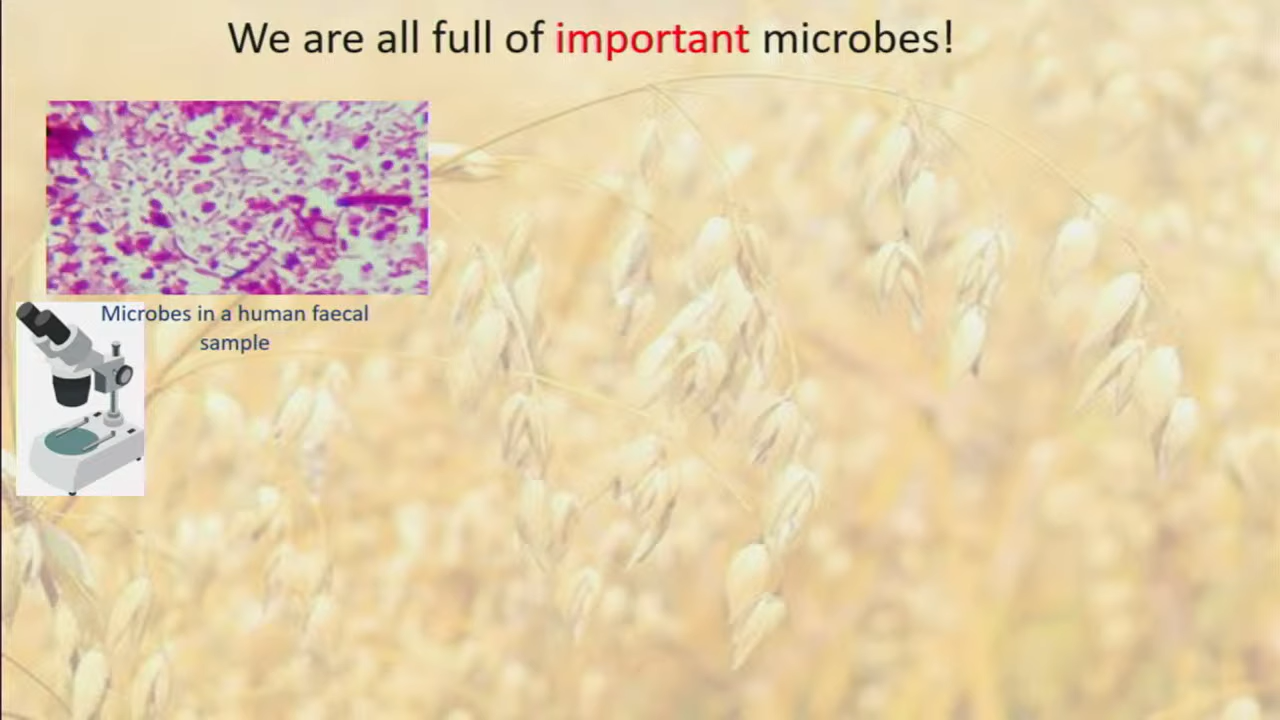 We are all full of important microbes!
Microbes in a human faecal
sample